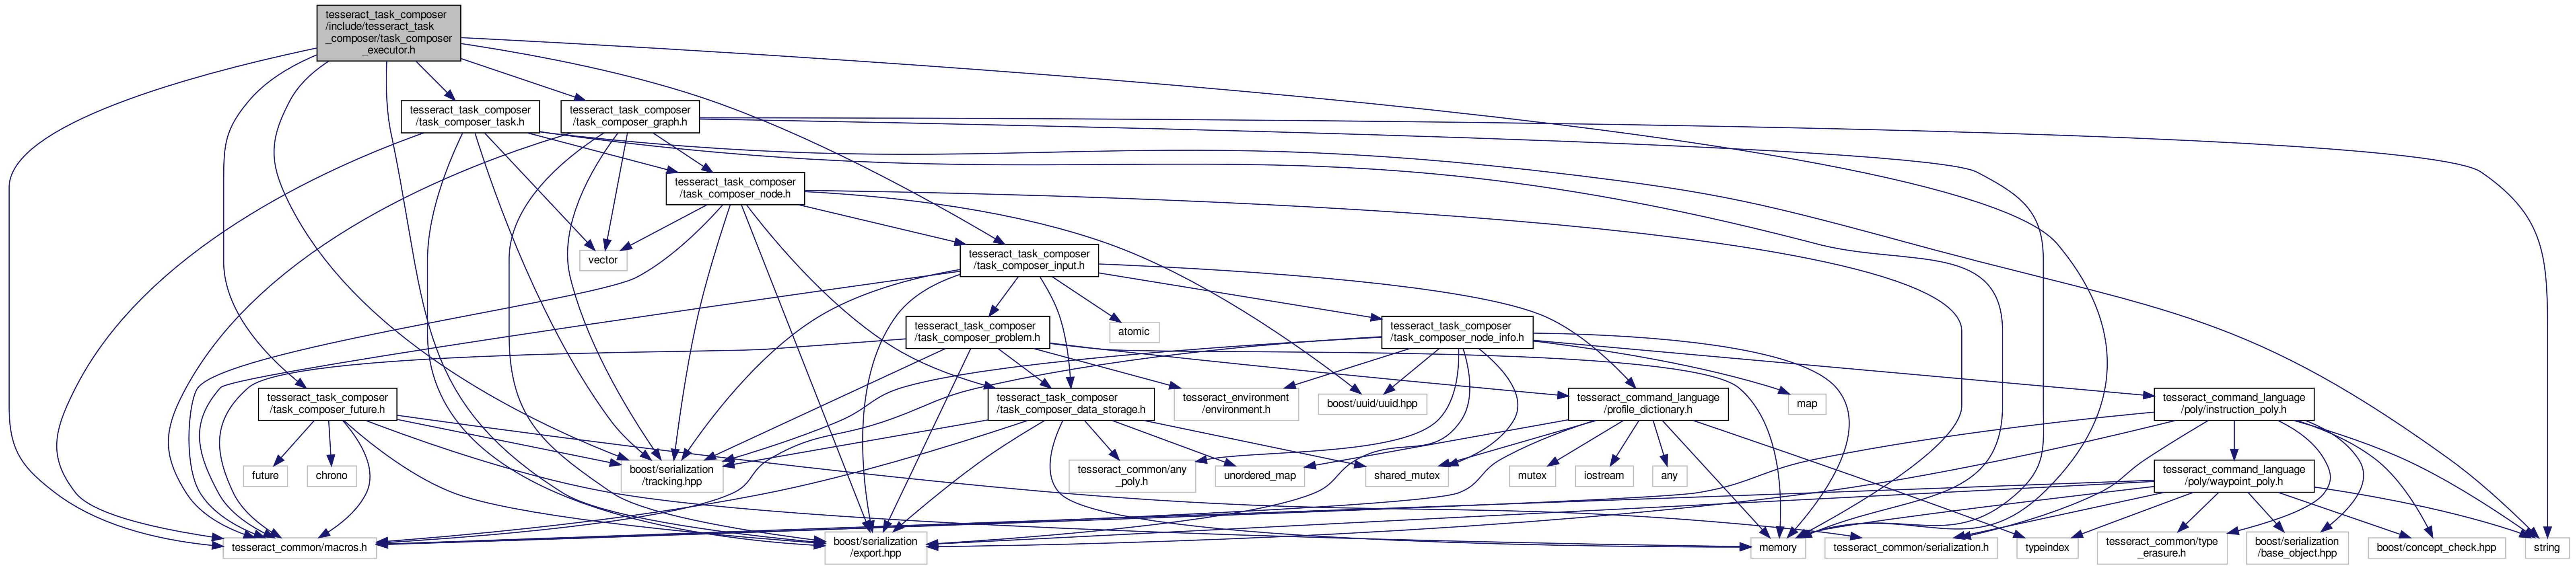 tesseract_task_composer
/include/tesseract_task
_composer/task_composer
_executor.h
tesseract_task_composer
/task_composer_task.h
tesseract_task_composer
/task_composer_graph.h
tesseract_task_composer
/task_composer_node.h
vector
tesseract_task_composer
/task_composer_input.h
tesseract_task_composer
/task_composer_problem.h
atomic
tesseract_task_composer
/task_composer_node_info.h
tesseract_task_composer
/task_composer_future.h
tesseract_task_composer
/task_composer_data_storage.h
tesseract_environment
/environment.h
boost/uuid/uuid.hpp
tesseract_command_language
/profile_dictionary.h
map
tesseract_command_language
/poly/instruction_poly.h
future
chrono
boost/serialization
/tracking.hpp
tesseract_common/any
_poly.h
unordered_map
shared_mutex
mutex
iostream
any
tesseract_command_language
/poly/waypoint_poly.h
tesseract_common/macros.h
boost/serialization
/export.hpp
memory
tesseract_common/serialization.h
typeindex
tesseract_common/type
_erasure.h
boost/serialization
/base_object.hpp
boost/concept_check.hpp
string